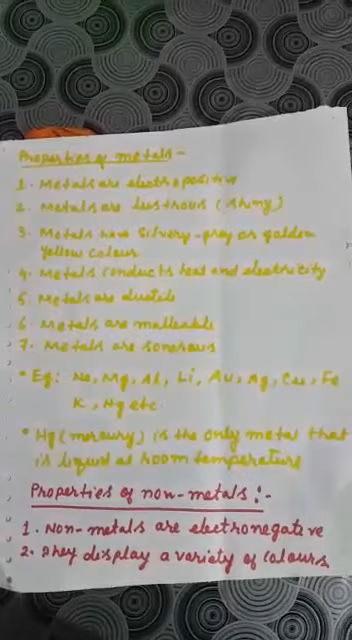 Properties of metals -
1. Metals are electropositive
2. Metals are lustrous (shiny)
3. Metals have silvery-grey or golden
yellow colour
4. Metals conducts heat and electricity
5. Metals are ductile
6. Metals are malleable
7. Metals are sonorous
* Eg: Na, Mg, Al, Li, Au, Ag, Cu, Fe
K, Hg etc
* Hg (mercury) is the only metal that
is liquid at room temperature
Properties of non-metals :-
1. Non-metals are electronegative
2. They display a variety of colours